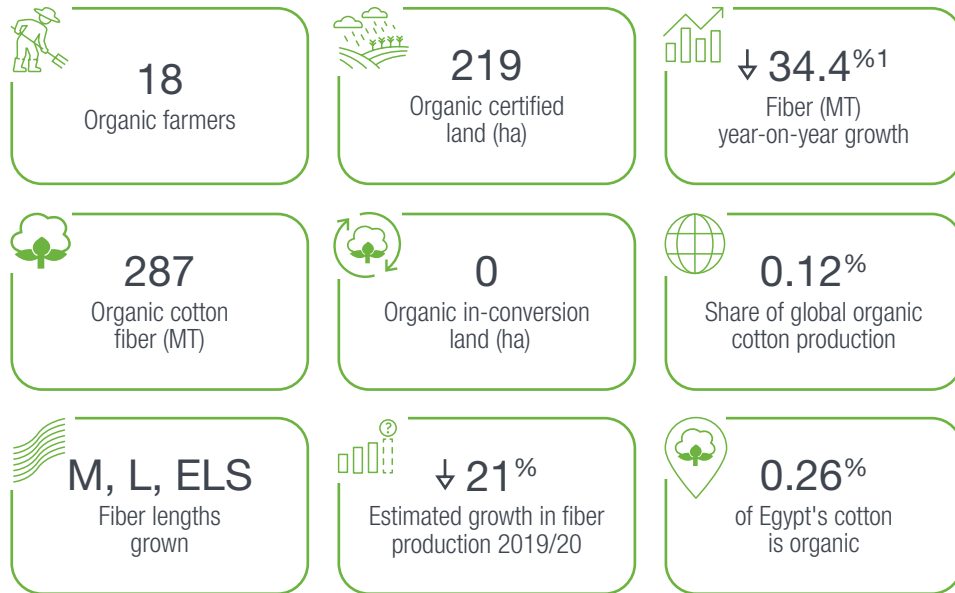 18
Organic farmers
219
Organic certified
land (ha)
↓ 34.4%1
Fiber (MT)
year-on-year growth
287
Organic cotton
fiber (MT)
0
Organic in-conversion
land (ha)
0.12%
Share of global organic
cotton production
M, L, ELS
Fiber lengths
grown
?
↓ 21%
Estimated growth in fiber
production 2019/20
0.26%
of Egypt's cotton
is organic